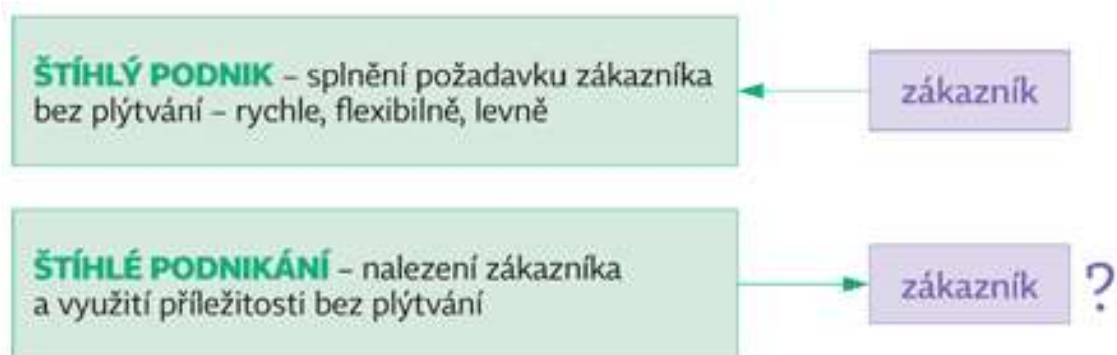 ŠTÍHLÝ PODNIK – splnění požadavku zákazníka
bez plýtvání – rychle, flexibilně, levně
zákazník
ŠTÍHLÉ PODNIKÁNÍ – nalezení zákazníka
a využití příležitosti bez plýtvání
zákazník ?